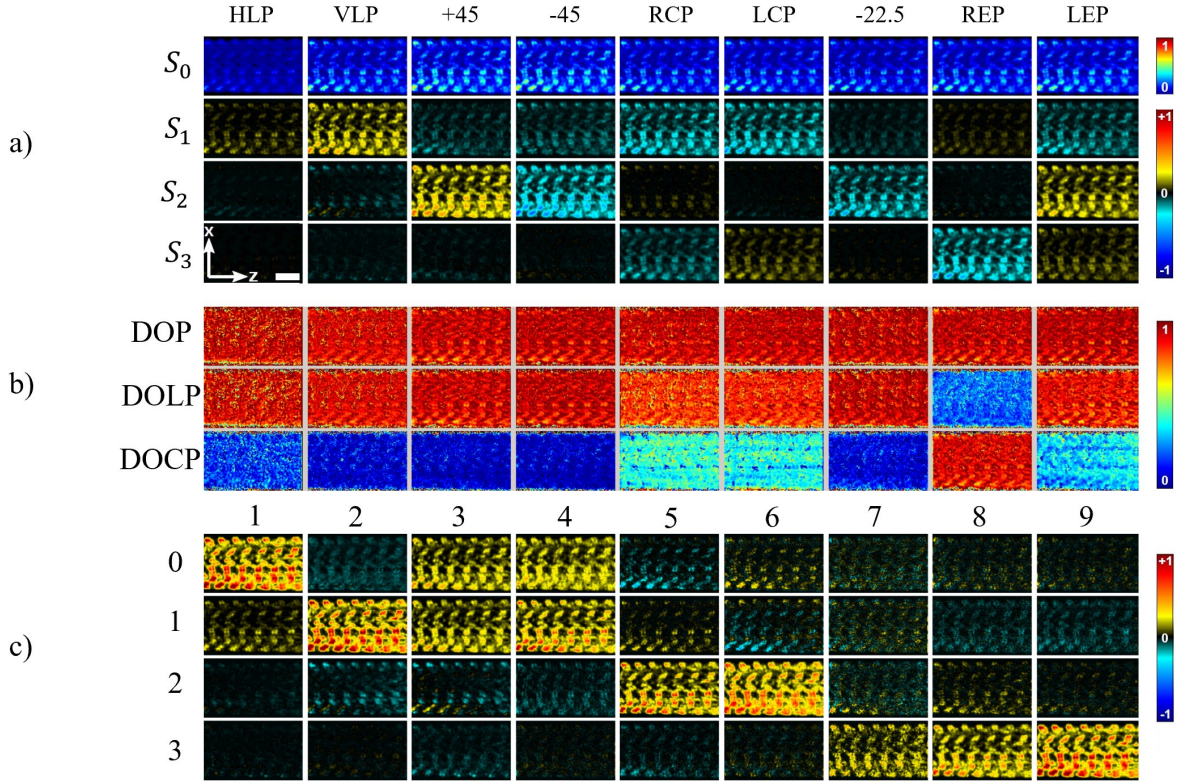 HLP VLP +45 -45 RCP LCP -22.5 REP LEP
S₀ 1
0
a) S₁ +1
S₂ 0
S₃ x z -1
DOP 1
b) DOLP
DOCP 0
1 2 3 4 5 6 7 8 9
0 +1
1
c) 0
2
3 -1